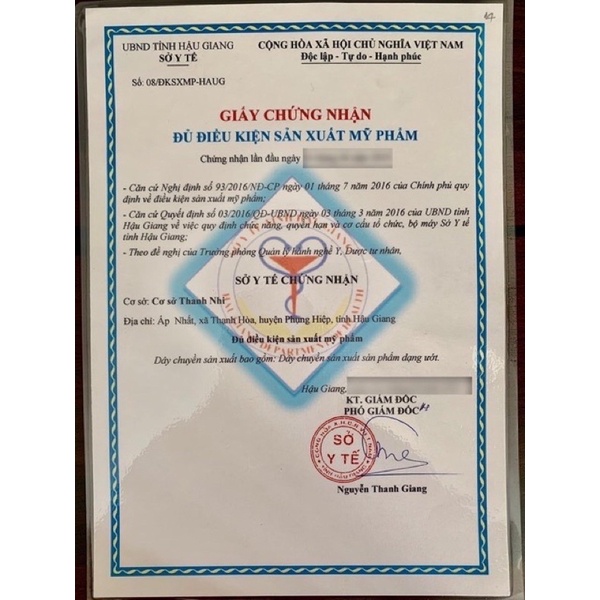 17
UBND TỈNH HẬU GIANG
SỞ Y TẾ
CỘNG HÒA XÃ HỘI CHỦ NGHĨA VIỆT NAM
Độc lập - Tự do - Hạnh phúc
Số: 08/ĐKSXMP-HAUG
GIẤY CHỨNG NHẬN
ĐỦ ĐIỀU KIỆN SẢN XUẤT MỸ PHẨM
Chứng nhận lần đầu ngày
- Căn cứ Nghị định số 93/2016/NĐ-CP ngày 01 tháng 7 năm 2016 của Chính phủ quy
định về điều kiện sản xuất mỹ phẩm;
- Căn cứ Quyết định số 03/2016/QĐ-UBND ngày 03 tháng 3 năm 2016 của UBND tỉnh
Hậu Giang về việc quy định chức năng, quyền hạn và cơ cấu tổ chức, bộ máy Sở Y tế
tỉnh Hậu Giang;
- Theo đề nghị của Trưởng phòng Quản lý hành nghề Y, Dược tư nhân,
SỞ Y TẾ CHỨNG NHẬN
Cơ sở: Cơ sở Thanh Nhi
Địa chỉ: Ấp Nhất, xã Thạnh Hòa, huyện Phụng Hiệp, tỉnh Hậu Giang
Đủ điều kiện sản xuất mỹ phẩm
Dây chuyền sản xuất bao gồm: Dây chuyền sản xuất sản phẩm dạng ướt.
Hậu Giang,
KT. GIÁM ĐỐC
PHÓ GIÁM ĐỐC
SỞ
Y TẾ
Nguyễn Thanh Giang